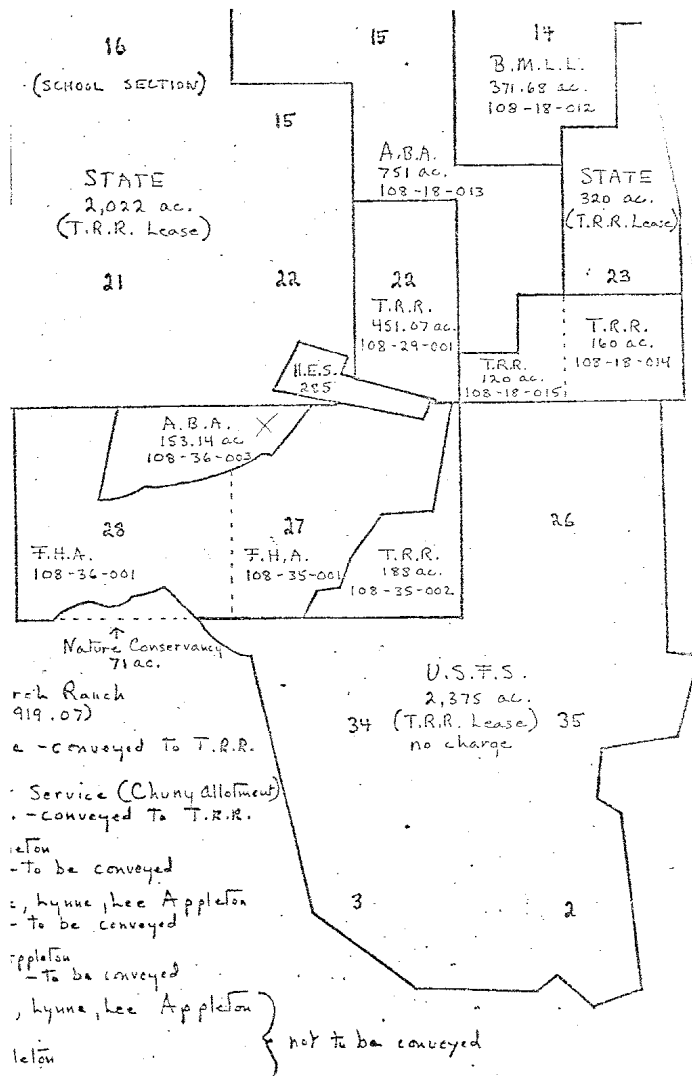 16
(SCHOOL SECTION)
15
14
B.M.L.L.
371.68 ac.
108-18-012
15
A.B.A.
751 ac.
108-18-013
STATE
2,022 ac.
(T.R.R. Lease)
STATE
320 ac.
(T.R.R. Lease)
21
22
22
23
T.R.R.
451.07 ac.
108-29-001
T.R.R.
160 ac.
108-18-014
H.E.S.
285
T.R.R.
120 ac.
108-18-015
A.B.A.
153.14 ac
108-36-003
28
27
26
F.H.A.
108-36-001
F.H.A.
108-35-001
T.R.R.
188 ac.
108-35-002
Nature Conservancy
71 ac.
U.S.F.S.
2,375 ac.
34 (T.R.R. Lease) 35
no charge
Ranch
919.07)
- conveyed to T.R.R.
Service (Chuny Allotment)
- conveyed to T.R.R.
- To be conveyed
, Lynne, Lee Appleton
- to be conveyed
3
2
- To be conveyed
, Lynne, Lee Appleton
not to be conveyed